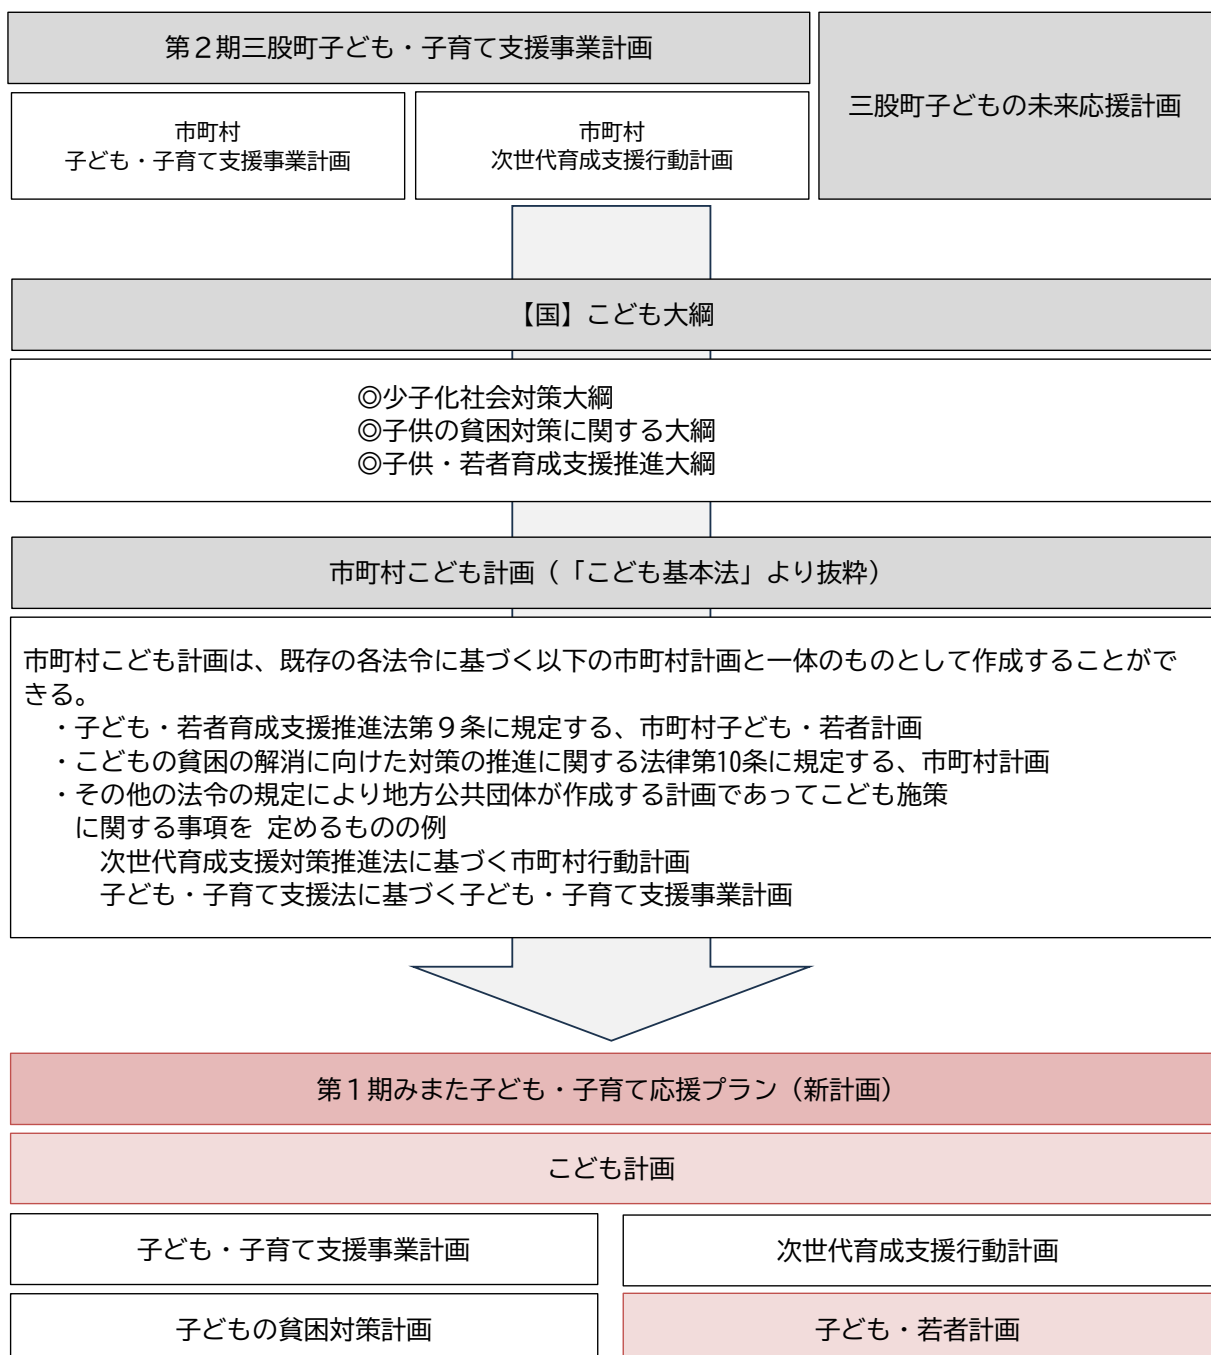 第２期三股町子ども・子育て支援事業計画
三股町子どもの未来応援計画
市町村
子ども・子育て支援事業計画
市町村
次世代育成支援行動計画
【国】こども大綱
◎少子化社会対策大綱
◎子供の貧困対策に関する大綱
◎子供・若者育成支援推進大綱
市町村こども計画（「こども基本法」より抜粋）
市町村こども計画は、既存の各法令に基づく以下の市町村計画と一体のものとして作成することがで
きる。
・子ども・若者育成支援推進法第９条に規定する、市町村子ども・若者計画
・こどもの貧困の解消に向けた対策の推進に関する法律第10条に規定する、市町村計画
・その他の法令の規定により地方公共団体が作成する計画であってこども施策
に関する事項を 定めるものの例
次世代育成支援対策推進法に基づく市町村行動計画
子ども・子育て支援法に基づく子ども・子育て支援事業計画
第１期みまた子ども・子育て応援プラン（新計画）
こども計画
子ども・子育て支援事業計画
次世代育成支援行動計画
子どもの貧困対策計画
子ども・若者計画